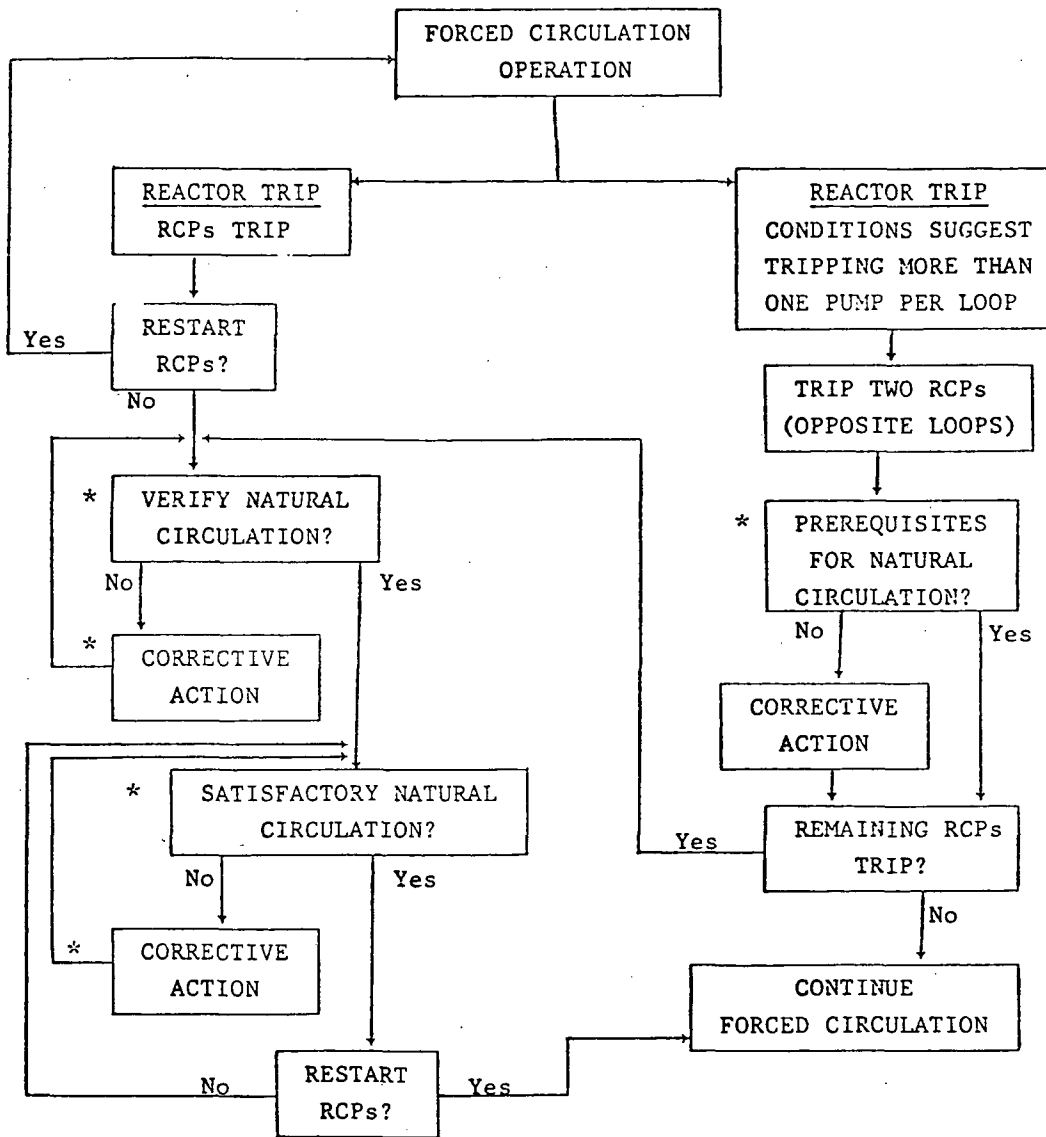 FORCED CIRCULATION
OPERATION
REACTOR TRIP
RCPs TRIP
REACTOR TRIP
CONDITIONS SUGGEST
TRIPPING MORE THAN
ONE PUMP PER LOOP
Yes
RESTART
RCPs?
No
TRIP TWO RCPs
(OPPOSITE LOOPS)
*
VERIFY NATURAL
CIRCULATION?
No
Yes
*
PREREQUISITES
FOR NATURAL
CIRCULATION?
No
Yes
*
CORRECTIVE
ACTION
CORRECTIVE
ACTION
*
SATISFACTORY NATURAL
CIRCULATION?
No
Yes
Yes
REMAINING RCPs
TRIP?
No
*
CORRECTIVE
ACTION
CONTINUE
FORCED CIRCULATION
No
RESTART
RCPs?
Yes